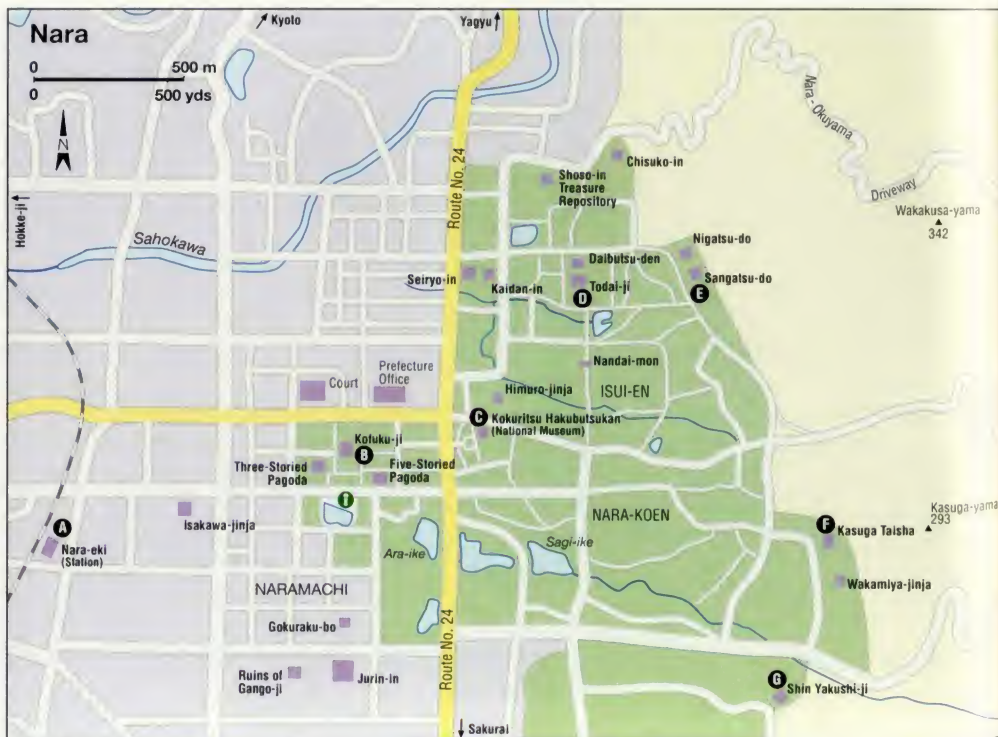 Nara
0 500 m
0 500 yds
N
Kyoto
Yagyu
Route No. 24
Nara - Okuyama
Driveway
Wakakusa-yama
342
Chisuko-in
Shoso-in
Treasure
Repository
Hokke-ji
Sahokawa
Nigatsu-do
Daibutsu-den
Sangatsu-do
Seiryo-in
Kaidan-in
Todai-ji
D
E
Nandai-mon
Court
Prefecture
Office
ISUI-EN
Himuro-jinja
C
Kokuritsu Hakubutsukan
(National Museum)
Kofuku-ji
B
Three-Storied
Pagoda
Five-Storied
Pagoda
i
Isakawa-jinja
A
Nara-eki
(Station)
NARA-KOEN
Kasuga-yama
293
F
Kasuga Taisha
Ara-ike
Sagi-ike
Wakamiya-jinja
NARAMACHI
Gokuraku-bo
Route No. 24
Ruins of
Gango-ji
Jurin-in
G
Shin Yakushi-ji
Sakurai